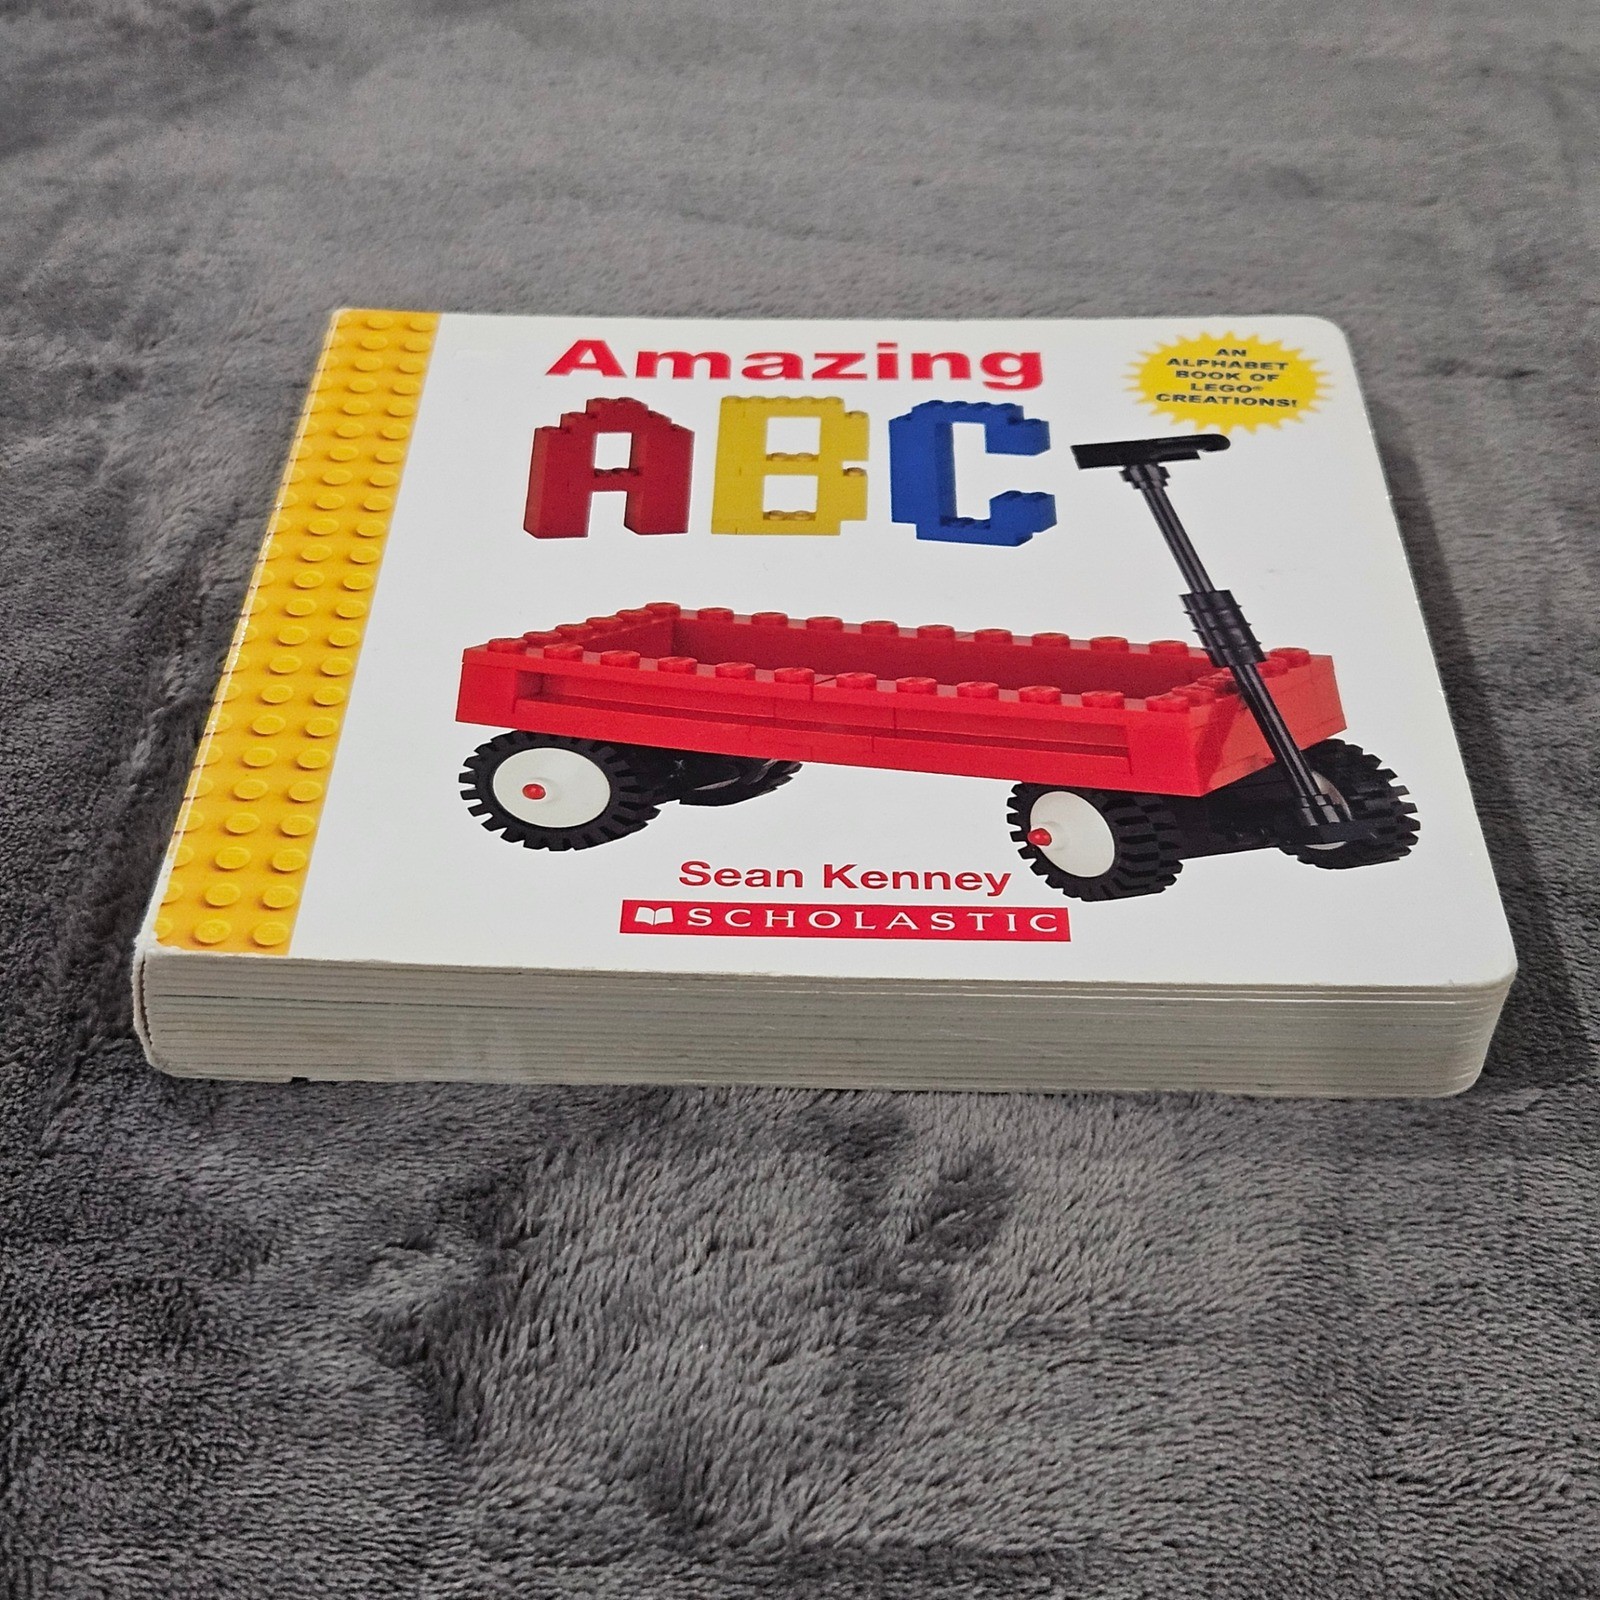 Amazing
ABC
AN
ALPHABET
BOOK OF
LEGO®
CREATIONS!
Sean Kenney
SCHOLASTIC